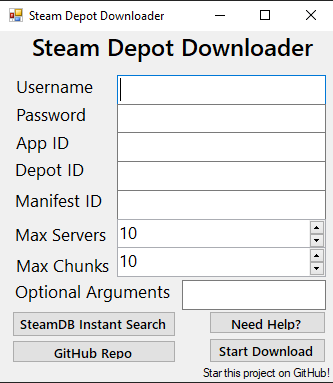 Steam Depot Downloader
Steam Depot Downloader
Username
Password
App ID
Depot ID
Manifest ID
Max Servers 10
Max Chunks 10
Optional Arguments
SteamDB Instant Search Need Help?
GitHub Repo Start Download
Star this project on GitHub!